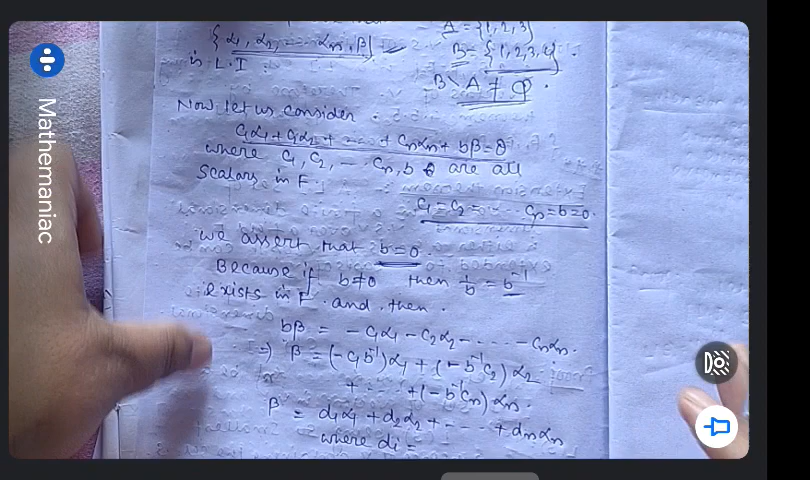 A = {1,2,3}
{α1, α2, .... αn, β}
B = {1,2,3,4}.
is L.I
B \ A ≠ φ.
Now let us consider.
c1α1 + c2α2 + ... + cnαn + bβ = θ
where c1, c2, ... cn, b are all
scalars in F.
c1 = c2 = ... cn = b = 0.
we assert that b = 0.
Because if b ≠ 0 then 1/b = b⁻¹
exists in F. and then.
bβ = -c1α1 - c2α2 - .... - cnαn.
⇒ β = (-c1b⁻¹)α1 + (-b⁻¹c2)α2
+ ... + (-b⁻¹cn)αn.
β = d1α1 + d2α2 + .... + dnαn
where di =
Mathemaniac